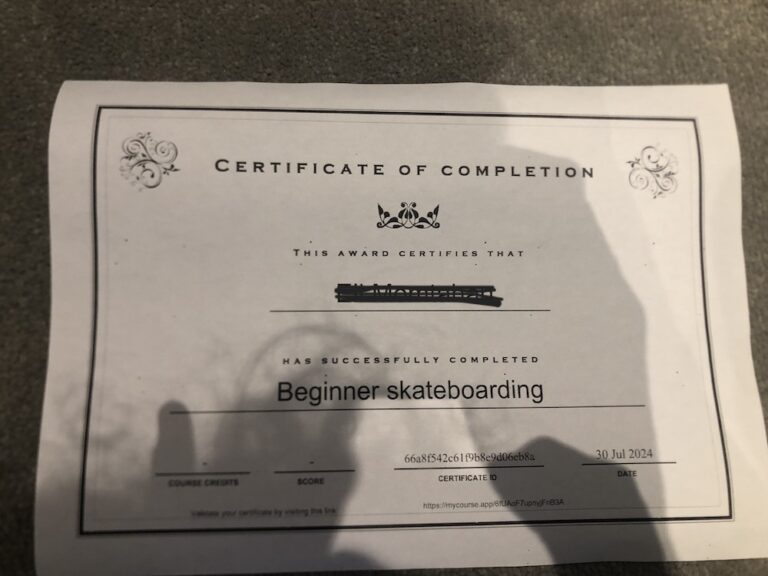 CERTIFICATE OF COMPLETION
THIS AWARD CERTIFIES THAT
HAS SUCCESSFULLY COMPLETED
Beginner skateboarding
- - 66a8f542c61f9b8e9d06eb8a 30 Jul 2024
COURSE CREDITS SCORE CERTIFICATE ID DATE
Validate your certificate by visiting this link